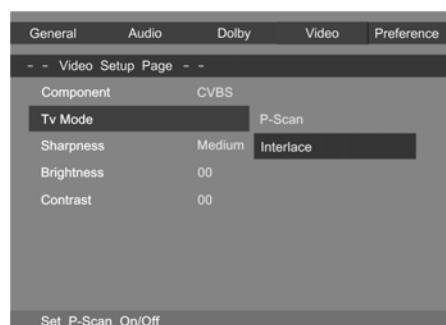 General Audio Dolby Video Preference
- - Video Setup Page - -
Component CVBS
Tv Mode P-Scan
Sharpness Medium Interlace
Brightness 00
Contrast 00
Set P-Scan On/Off